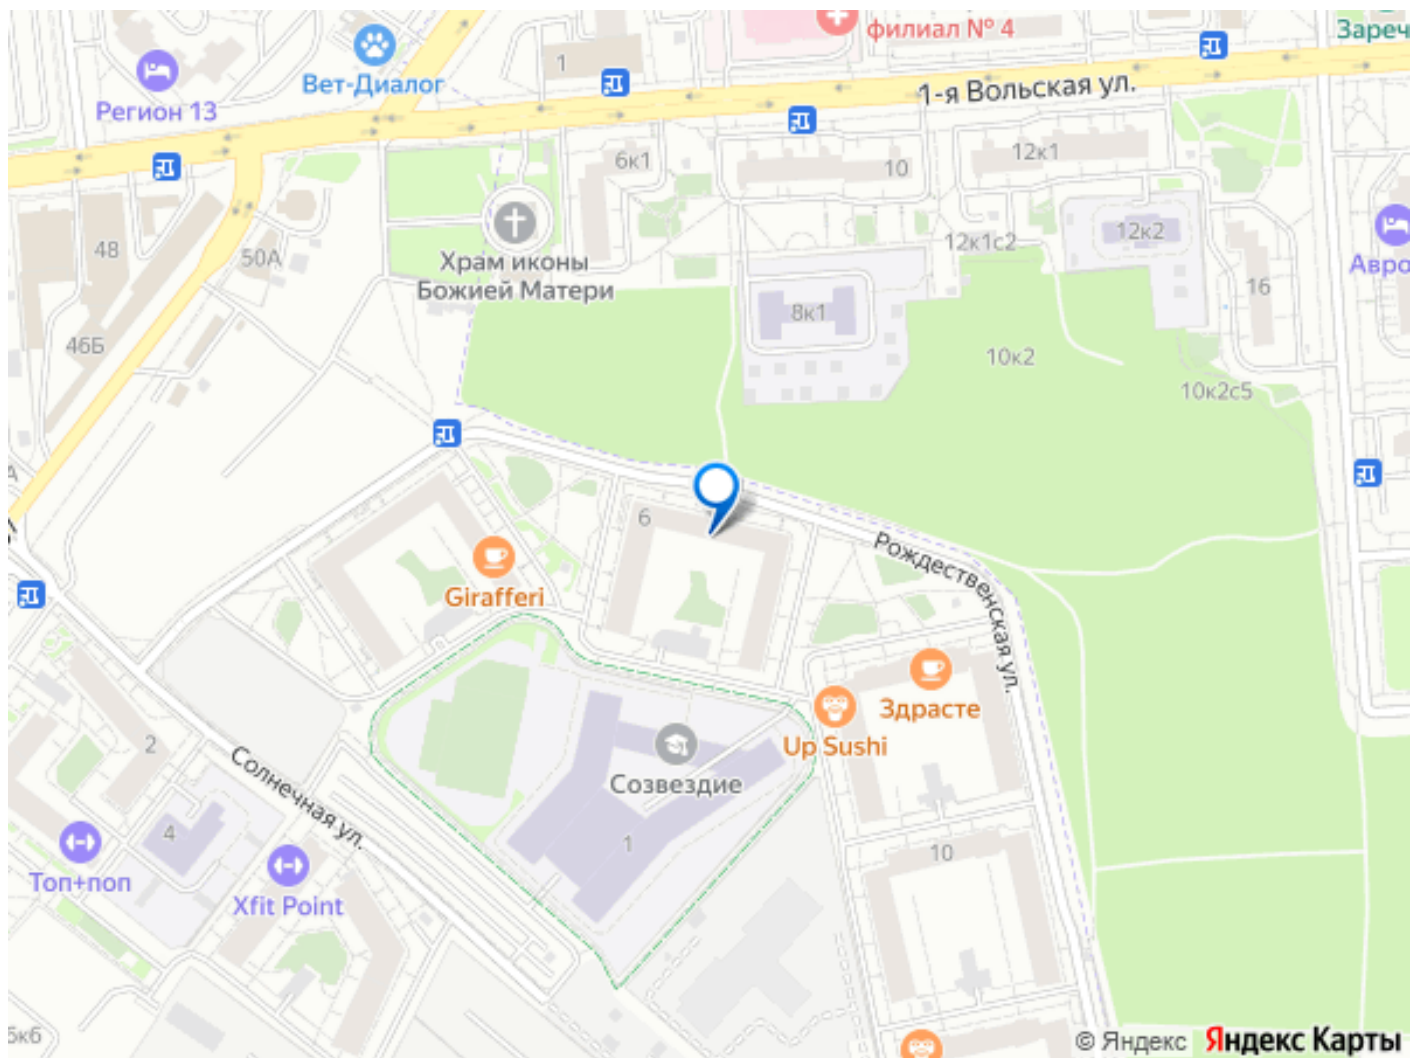 филиал № 4
Зареч
1
Вет-Диалог
Регион 13
1-я Вольская ул.
6к1
10
12к1
48
50А
Храм иконы
Божией Матери
12к1с2
12к2
Авро
16
8к1
46Б
10к2
10к2с5
6
Girafferi
Рождественская ул.
Здрасте
Up Sushi
2
Солнечная ул.
Созвездие
4
1
10
Топ+поп
Xfit Point
5к6
© Яндекс Яндекс Карты